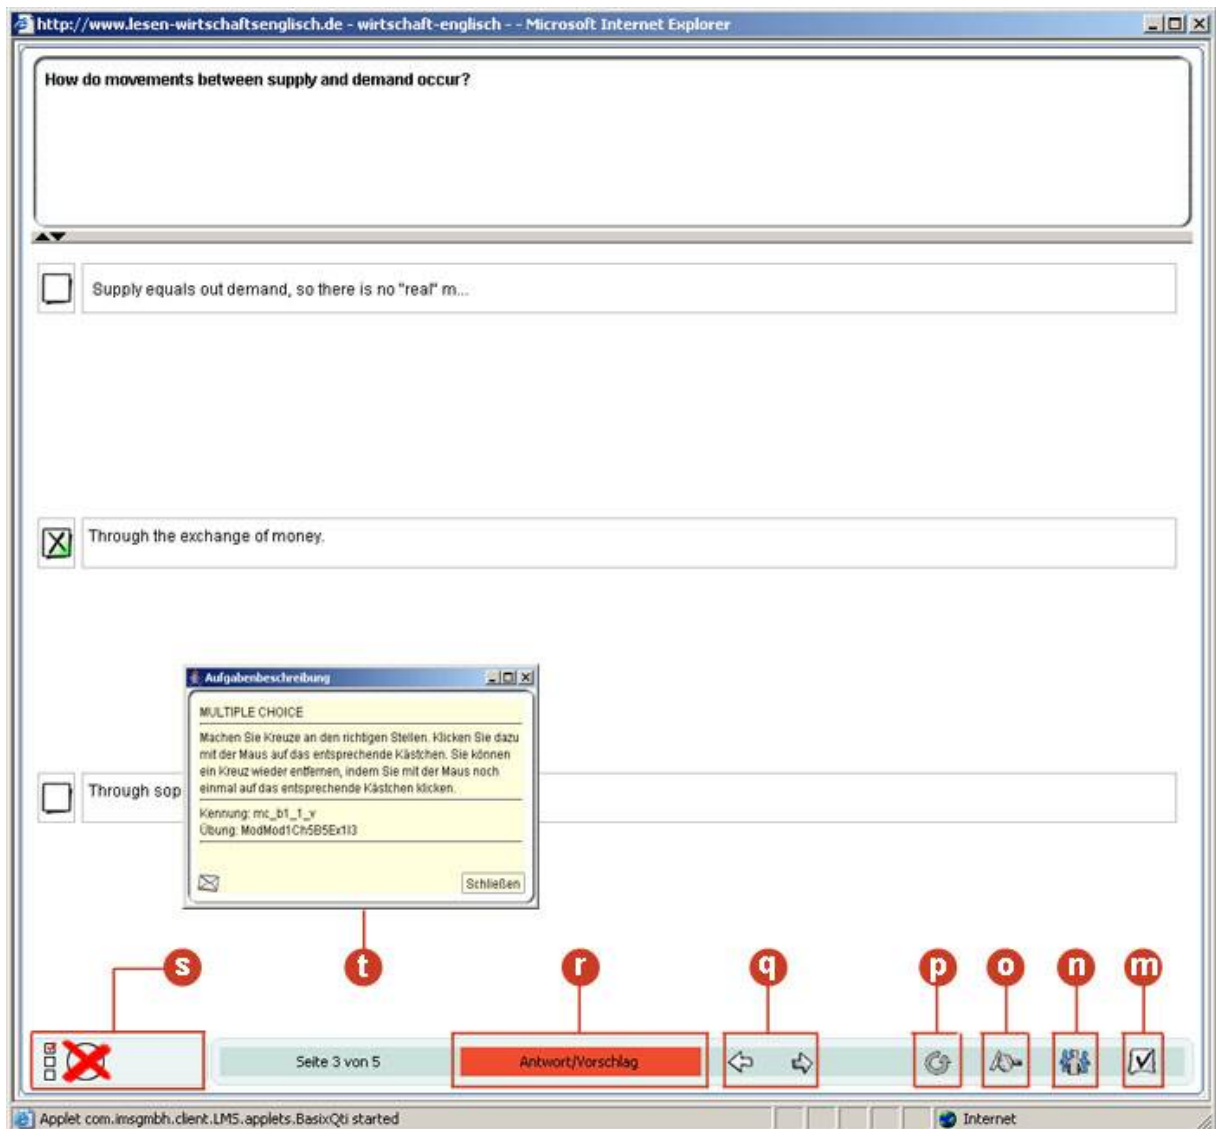 http://www.lesen-wirtschaftsenglisch.de - wirtschaft-englisch - - Microsoft Internet Explorer
How do movements between supply and demand occur?
Supply equals out demand, so there is no "real" m...
Through the exchange of money.
Aufgabenbeschreibung
MULTIPLE CHOICE
Machen Sie Kreuze an den richtigen Stellen. Klicken Sie dazu
mit der Maus auf das entsprechende Kästchen. Sie können
ein Kreuz wieder entfernen, indem Sie mit der Maus noch
einmal auf das entsprechende Kästchen klicken.
Through sop
Kennung: mc_b1_1_v
Übung: ModMod1Ch5B5Ex1I3
Schließen
s t r q p o n m
Seite 3 von 5 Antwort/Vorschlag
Applet com.imsgmbh.client.LMS.applets.BasixQti started Internet